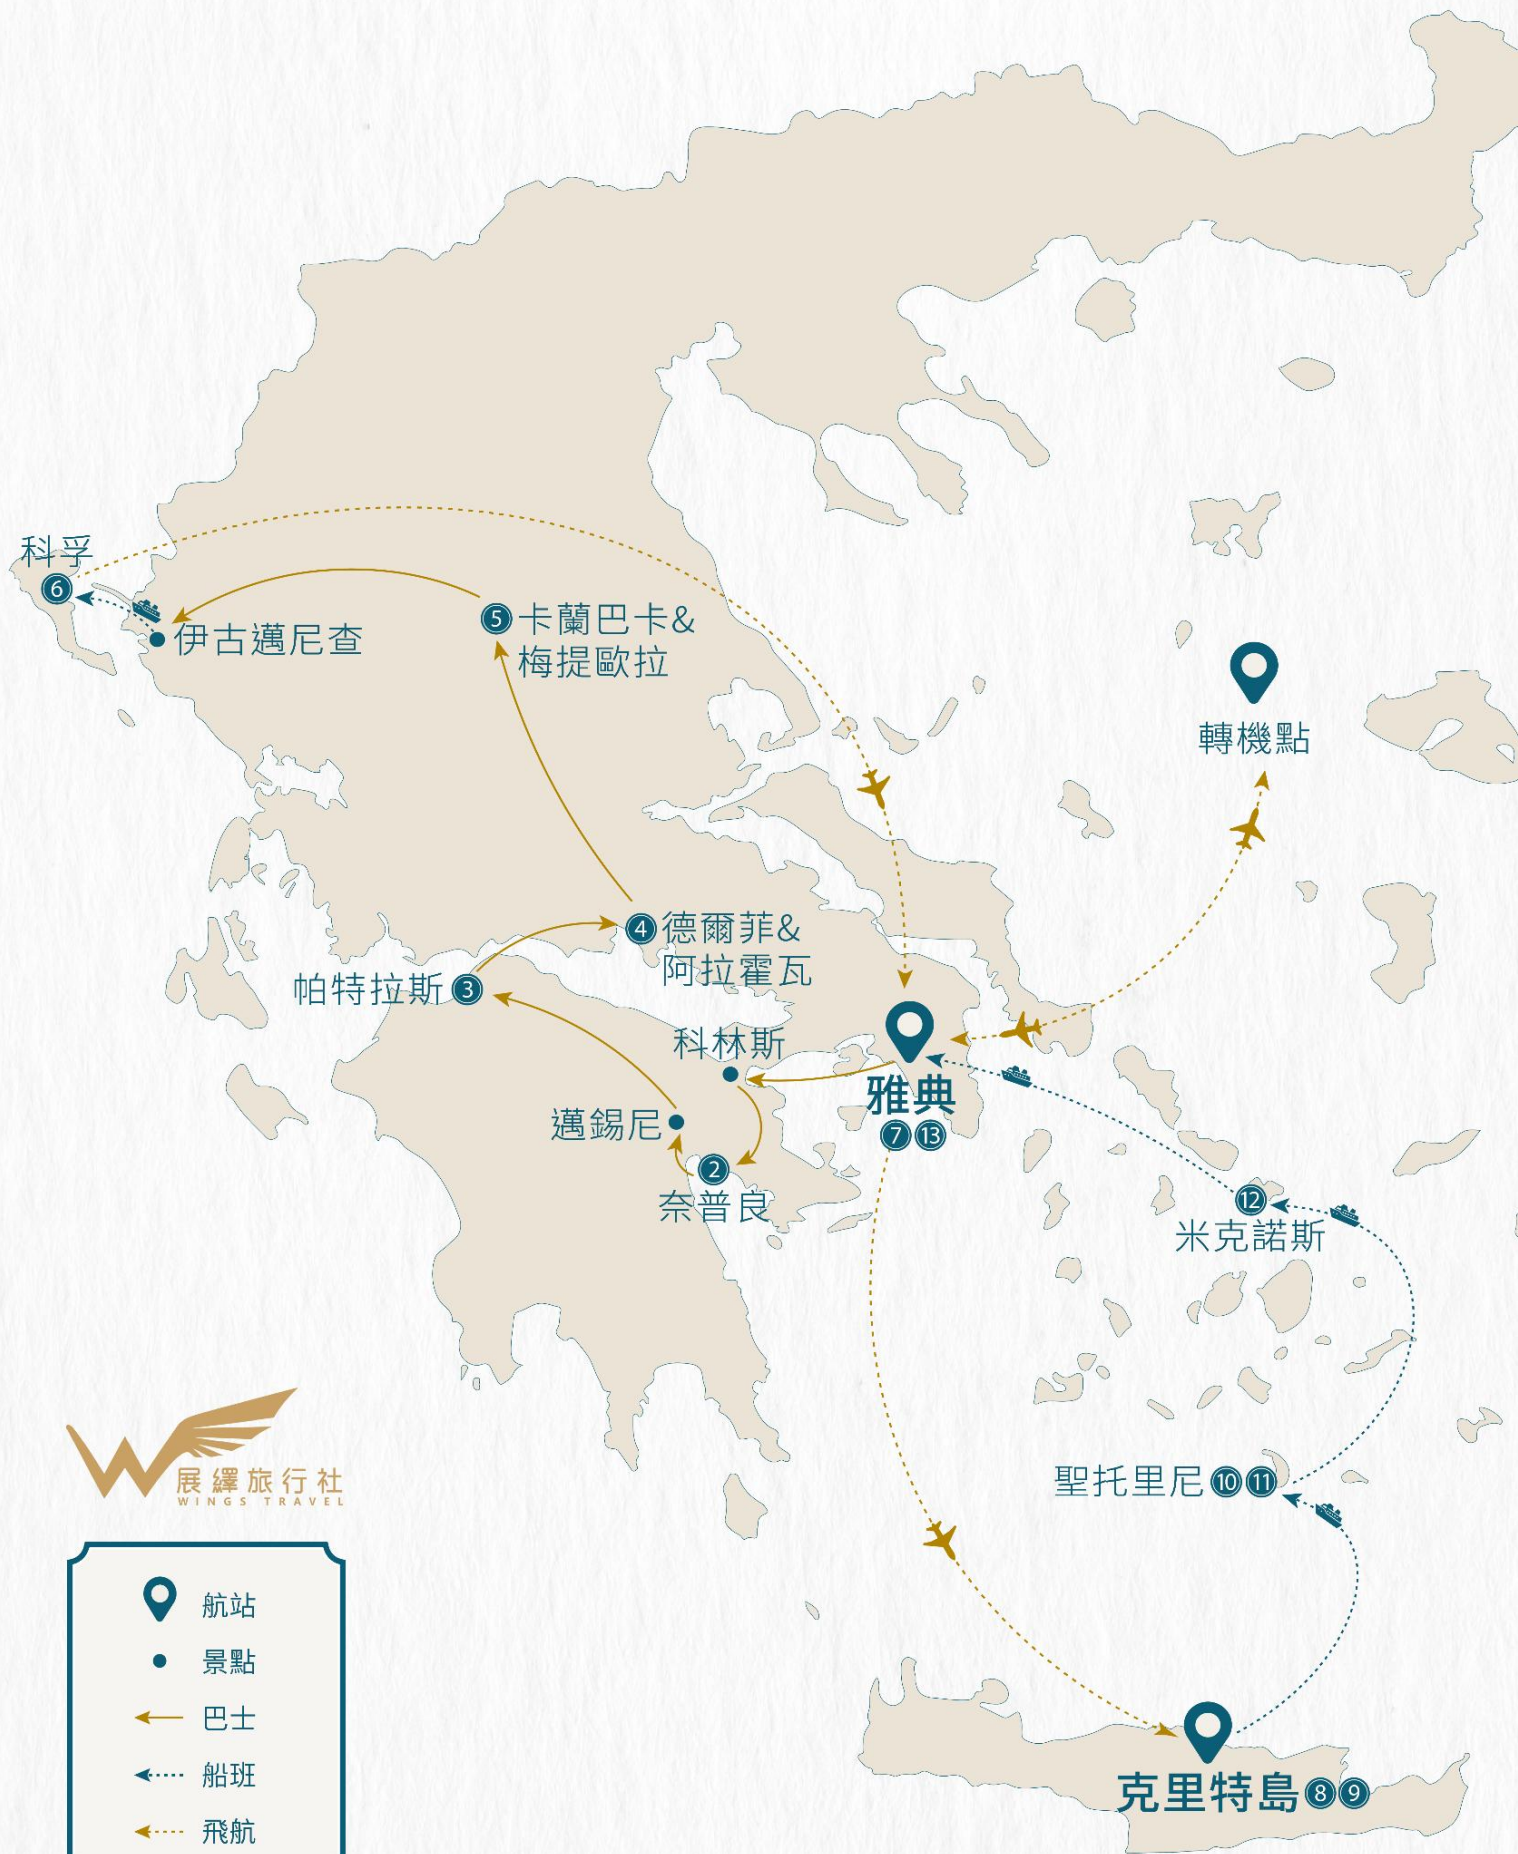 科孚
6
伊古邁尼查
5 卡蘭巴卡&
梅提歐拉
轉機點
4 德爾菲&
阿拉霍瓦
帕特拉斯 3
科林斯
雅典
7 13
邁錫尼
2
奈普良
12
米克諾斯
聖托里尼 10 11
克里特島 8 9
展繹旅行社
WINGS TRAVEL
航站
景點
巴士
船班
飛航